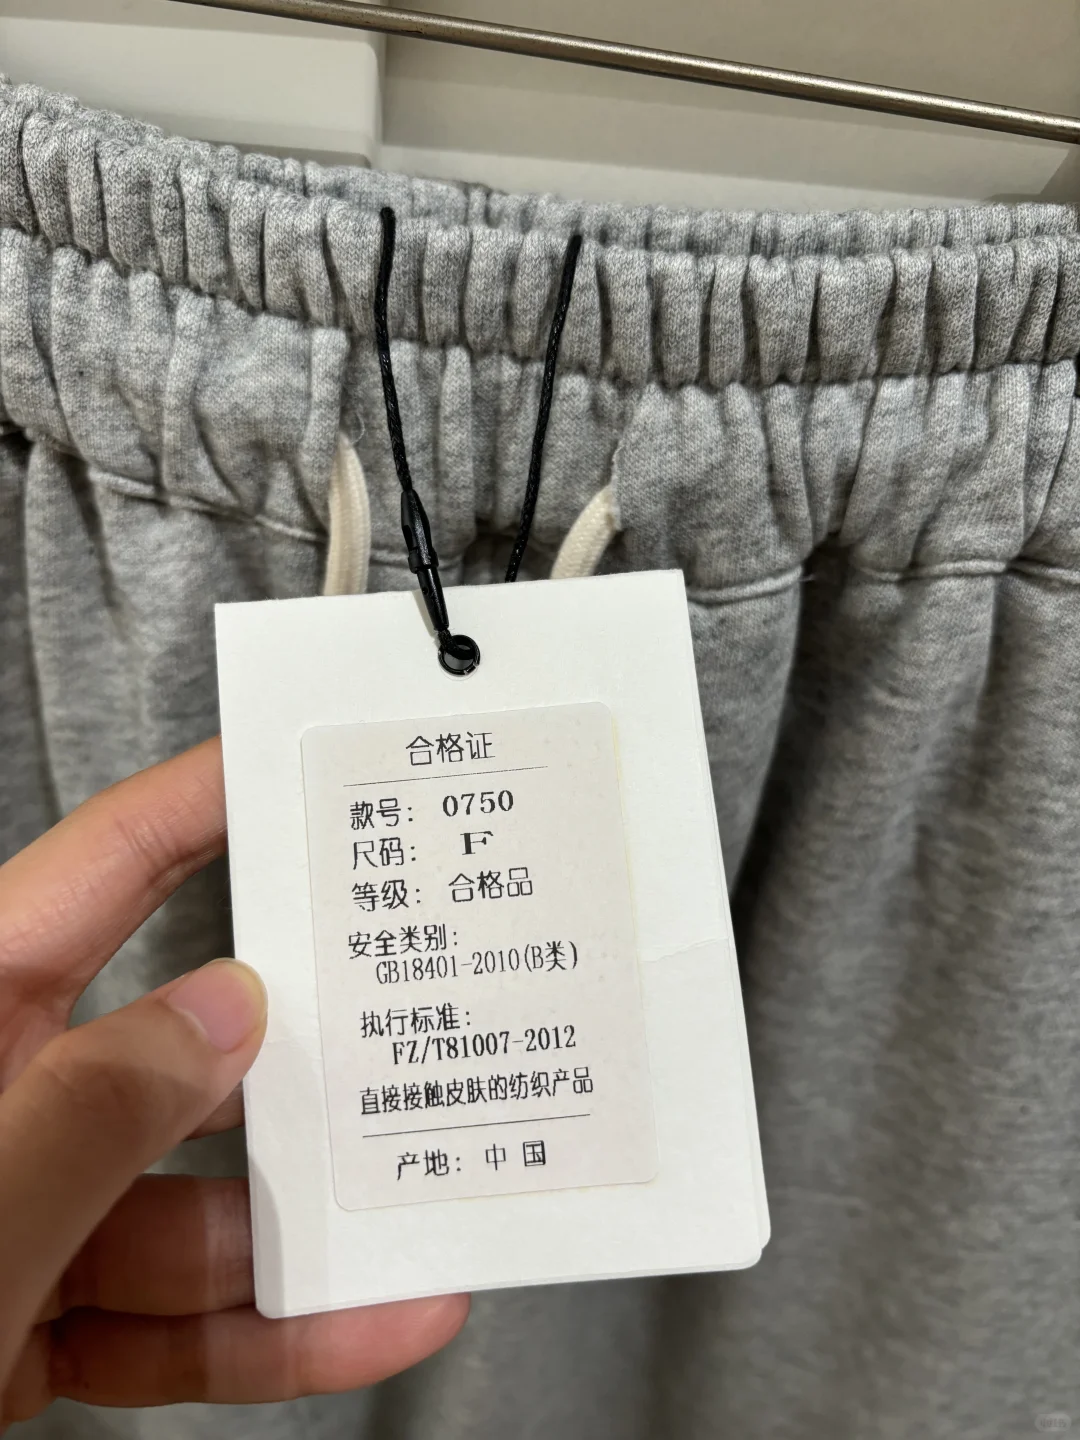 合格证
款号: 0750
尺码: F
等级: 合格品
安全类别:
GB18401-2010(B类)
执行标准:
FZ/T81007-2012
直接接触皮肤的纺织产品
产地: 中国